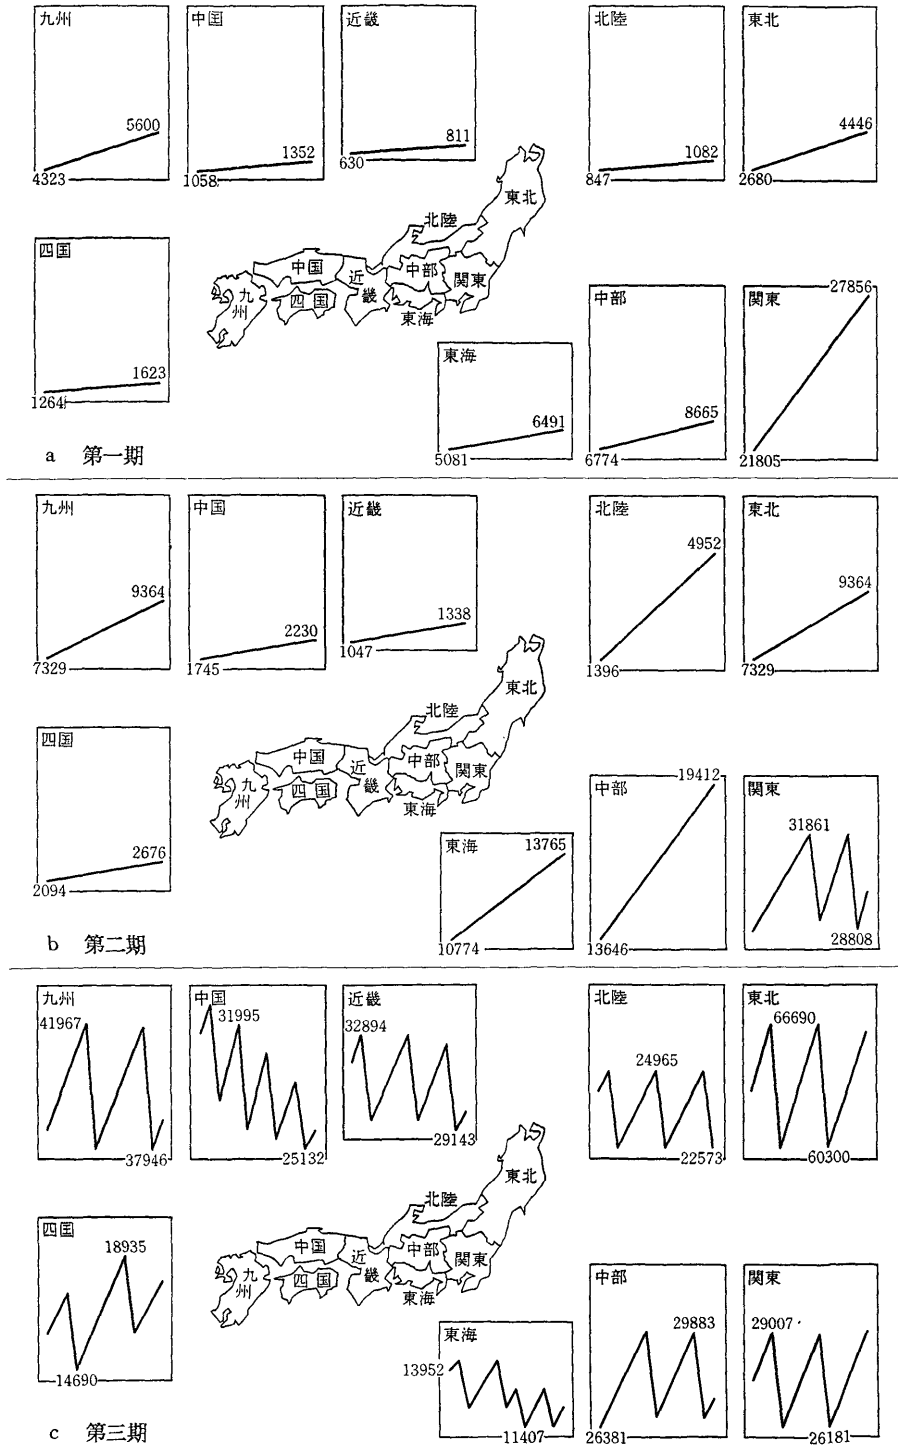 九州
5600
4323
中国
1352
1058
近畿
811
630
北陸
1082
847
東北
4446
2680
四国
1623
1264
東北
北陸
中国
近
畿
中部
関東
九
州
四国
東海
東海
6491
5081
中部
8665
6774
関東
27856
21805
a 第一期
九州
9364
7329
中国
2230
1745
近畿
1338
1047
北陸
4952
1396
東北
9364
7329
四国
2676
2094
東北
北陸
中国
近
畿
中部
関東
九
州
四国
東海
東海
13765
10774
中部
19412
13646
関東
31861
28808
b 第二期
九州
41967
37946
中国
31995
25132
近畿
32894
29143
北陸
24965
22573
東北
66690
60300
四国
18935
14690
東北
北陸
中国
近
畿
中部
関東
九
州
四国
東海
東海
13952
11407
中部
29883
26381
関東
29007
26181
c 第三期